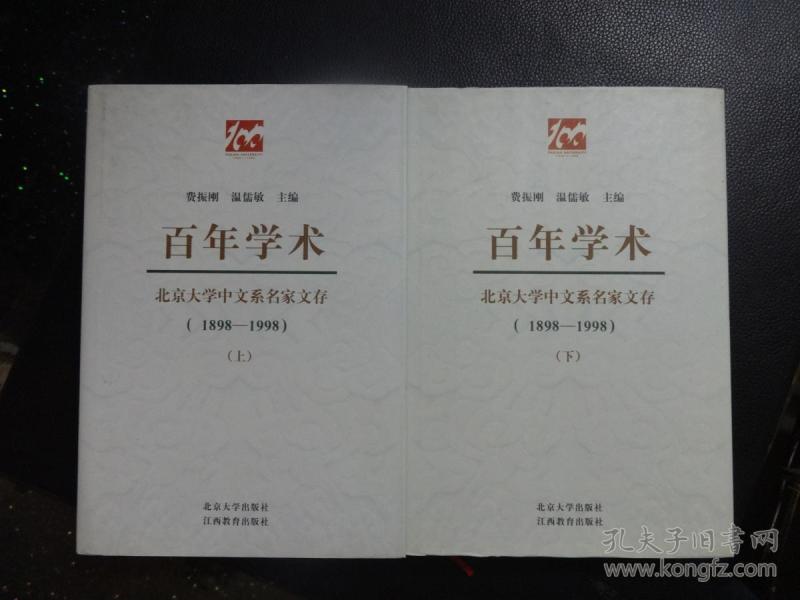 100
费振刚 温儒敏 主编
百年学术
北京大学中文系名家文存
(1898—1998)
(上)
北京大学出版社
江西教育出版社
100
费振刚 温儒敏 主编
百年学术
北京大学中文系名家文存
(1898—1998)
(下)
北京大学出版社
江西教育出版社
孔夫子旧书网
www.kongfz.com